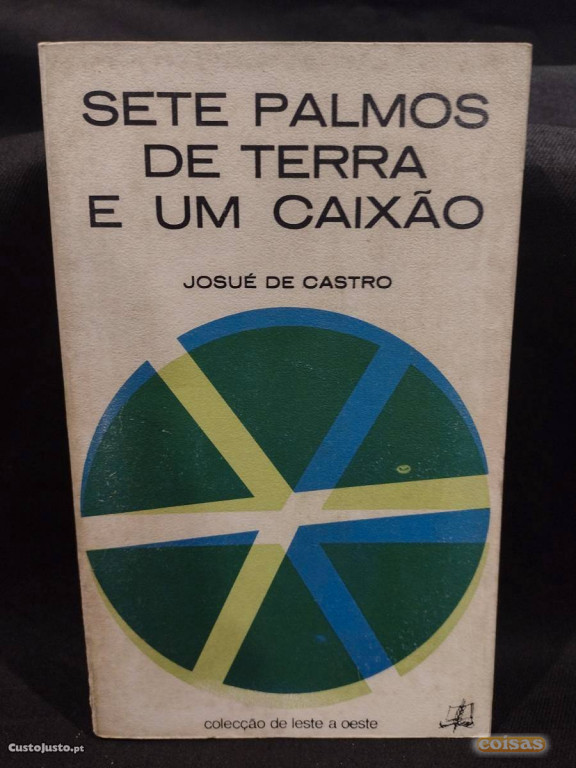 SETE PALMOS
DE TERRA
E UM CAIXÃO
JOSUÉ DE CASTRO
colecção de leste a oeste
CustoJusto.pt
coisas